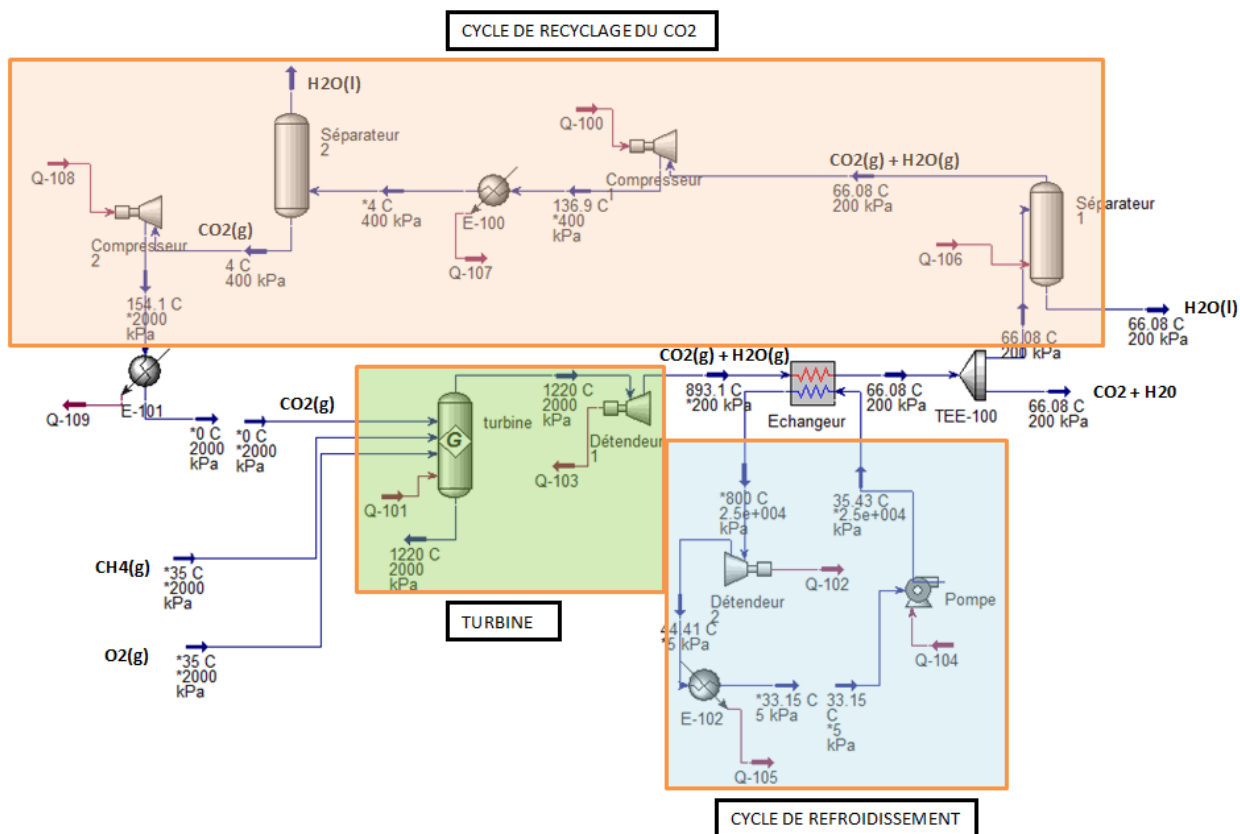 CYCLE DE RECYCLAGE DU CO2
H2O(l)
Q-100
Séparateur
2
Q-108
CO2(g) + H2O(g)
Compresseur
1
66.08 C
200 kPa
Séparateur
1
*4 C
400 kPa
E-100
136.9 C
*400
CO2(g)
Compresseur
2
4 C
400 kPa
Q-107
Q-106
154.1 C
*2000
kPa
H2O(l)
66.08 C
200 kPa
66.08 C
200 kPa
CO2(g) + H2O(g)
E-101
Q-109
*0 C
2000
kPa
CO2(g)
*0 C
*2000
kPa
1220 C
2000
kPa
turbine
G
Détendeur
1
Q-103
893.1 C
*200 kPa
Echangeur
66.08 C
200 kPa
TEE-100
CO2 + H20
66.08 C
200 kPa
Q-101
1220 C
2000
kPa
*800 C
2.5e+004
kPa
35.43 C
*2.5e+004
kPa
CH4(g)
*35 C
*2000
kPa
Q-102
Détendeur
2
Pompe
TURBINE
O2(g)
*35 C
*2000
kPa
44.41 C
*5 kPa
Q-104
E-102
*33.15 C
5 kPa
33.15
C
*5
kPa
Q-105
CYCLE DE REFROIDISSEMENT